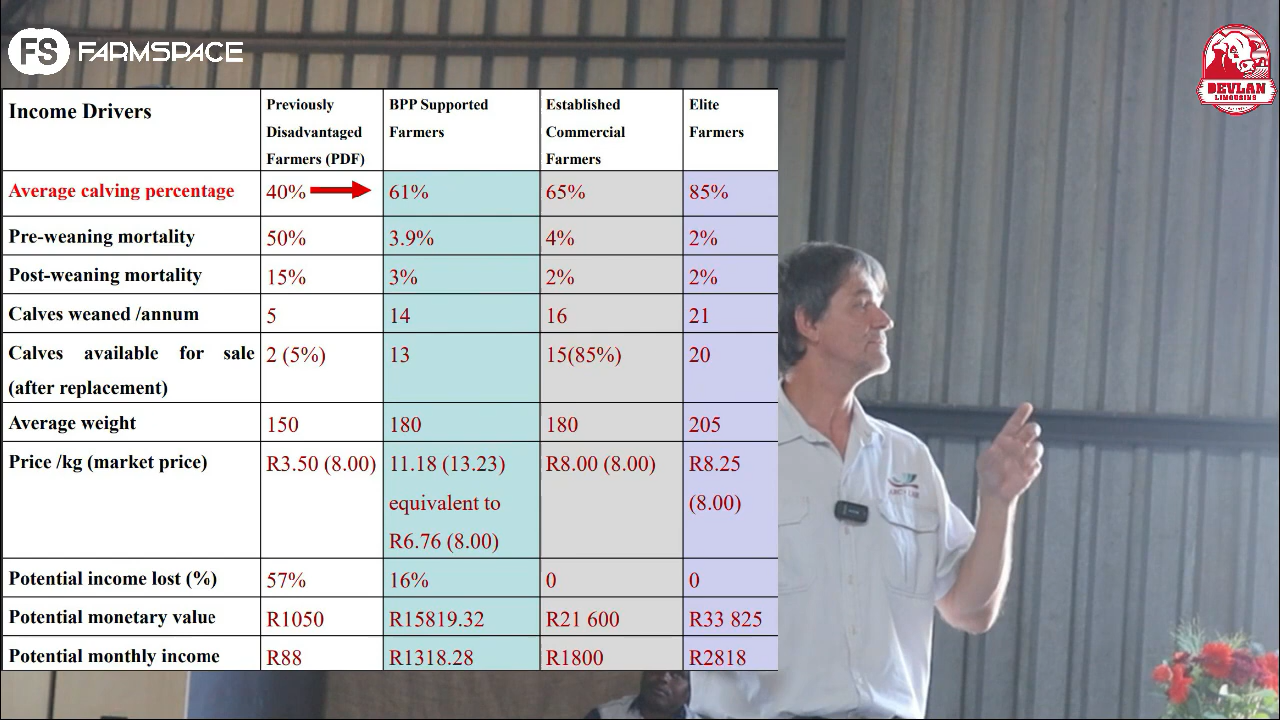 FS FARMSPACE
DEVLAN
LIMOUSINS
Income Drivers
Previously
Disadvantaged
Farmers (PDF)
BPP Supported
Farmers
Established
Commercial
Farmers
Elite
Farmers
Average calving percentage 40% 61% 65% 85%
Pre-weaning mortality 50% 3.9% 4% 2%
Post-weaning mortality 15% 3% 2% 2%
Calves weaned /annum 5 14 16 21
Calves available for sale
(after replacement)
2 (5%) 13 15(85%) 20
Average weight 150 180 180 205
Price /kg (market price) R3.50 (8.00)
11.18 (13.23)
equivalent to
R6.76 (8.00)
R8.00 (8.00)
R8.25
(8.00)
Potential income lost (%) 57% 16% 0 0
Potential monetary value R1050 R15819.32 R21 600 R33 825
Potential monthly income R88 R1318.28 R1800 R2818